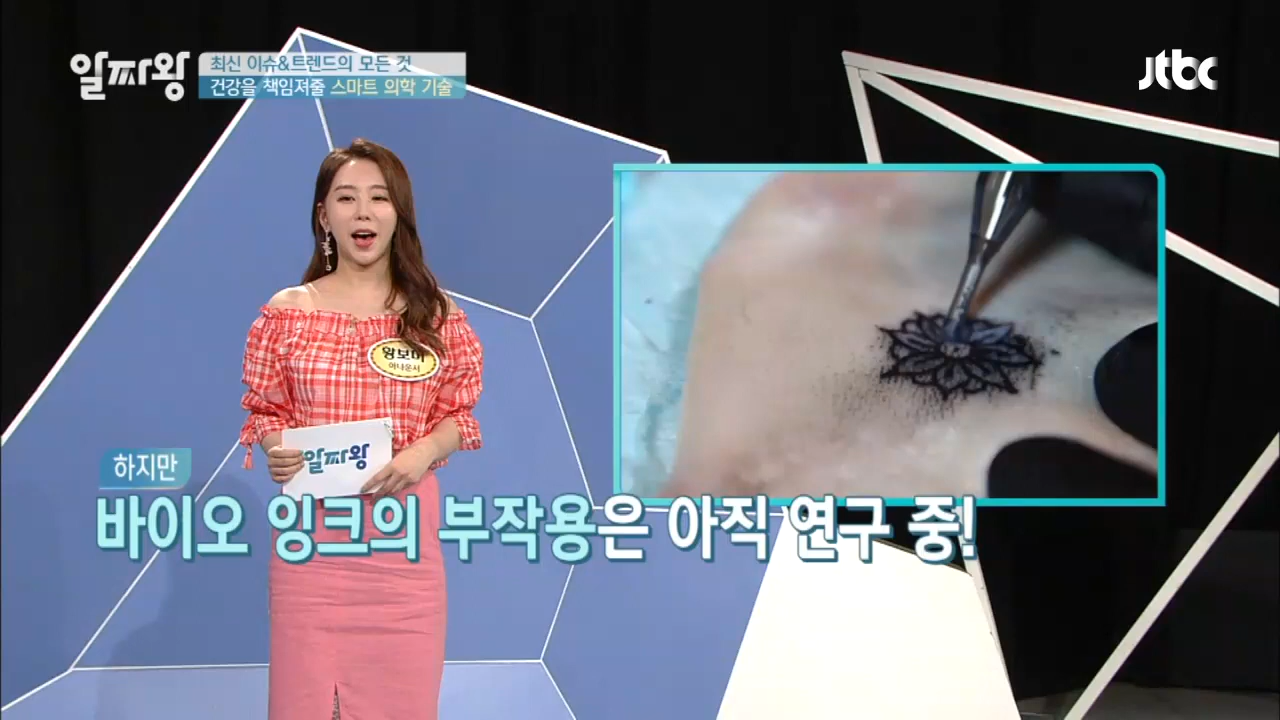 알짜왕
최신 이슈&트렌드의 모든 것
건강을 책임져줄 스마트 의학 기술
jtbc
왕보미
아나운서
알짜왕
하지만
바이오 잉크의 부작용은 아직 연구 중!